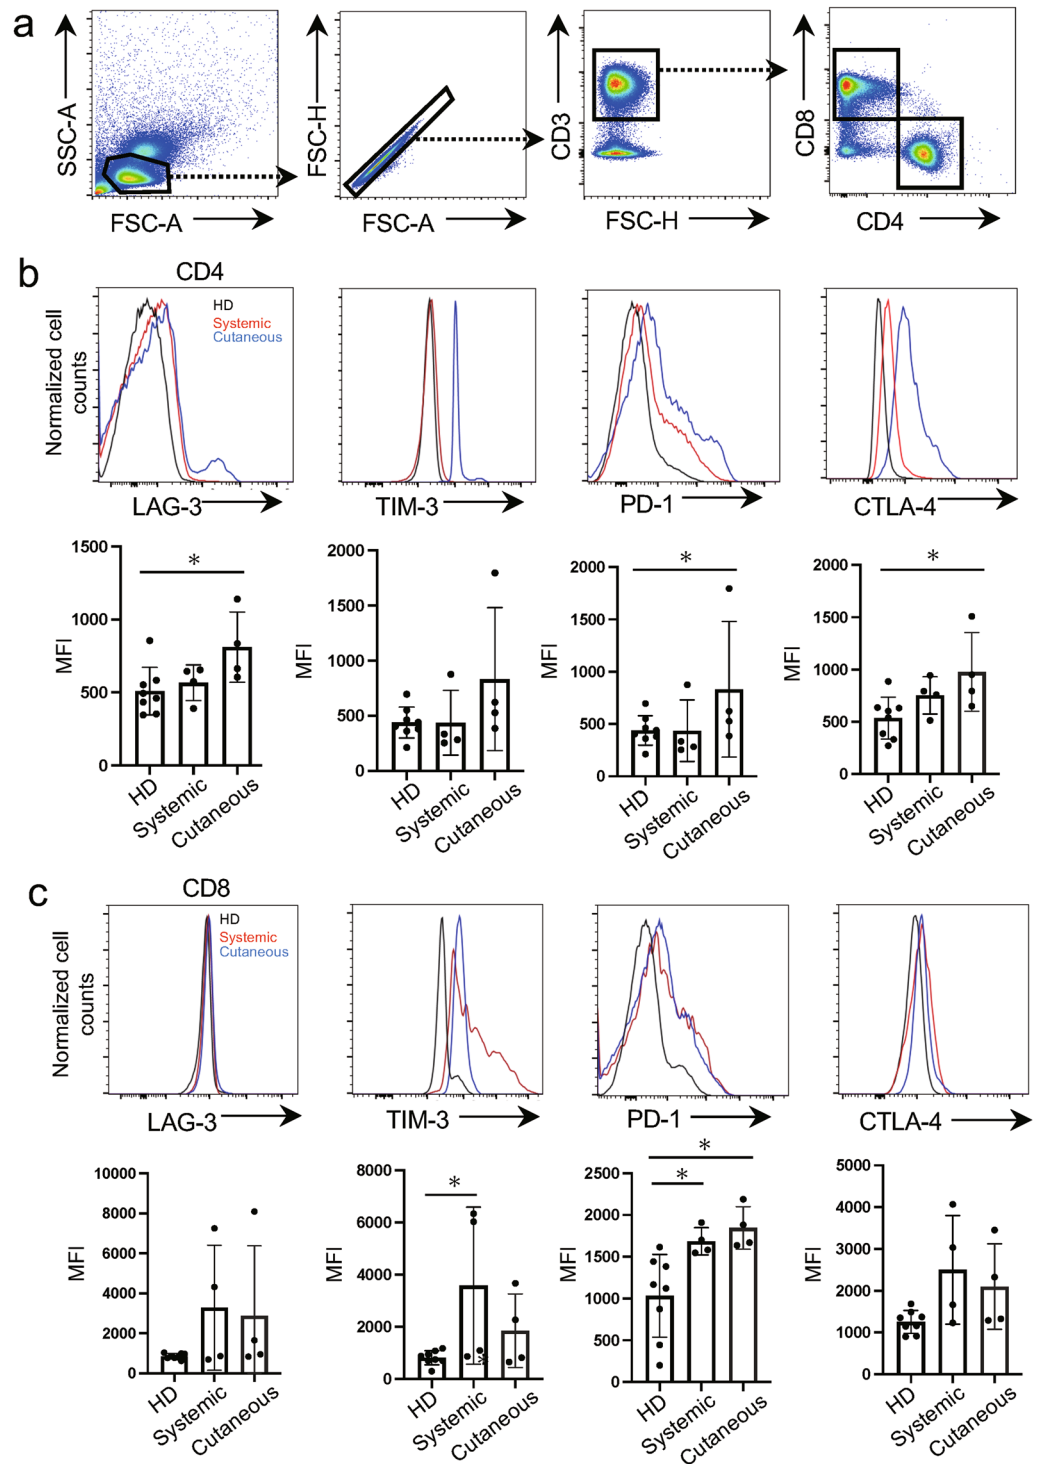 a
SSC-A
FSC-A
FSC-H
FSC-A
CD3
FSC-H
CD8
CD4
b
CD4
Normalized cell
counts
HD
Systemic
Cutaneous
LAG-3
TIM-3
PD-1
CTLA-4
MFI
1500
1000
500
0
*
HD
Systemic
Cutaneous
MFI
2000
1500
1000
500
0
HD
Systemic
Cutaneous
MFI
2000
1500
1000
500
0
*
HD
Systemic
Cutaneous
MFI
2000
1500
1000
500
0
*
HD
Systemic
Cutaneous
c
CD8
Normalized cell
counts
HD
Systemic
Cutaneous
LAG-3
TIM-3
PD-1
CTLA-4
MFI
10000
8000
6000
4000
2000
0
HD
Systemic
Cutaneous
MFI
8000
6000
4000
2000
0
*
HD
Systemic
Cutaneous
MFI
2500
2000
1500
1000
500
0
*
*
HD
Systemic
Cutaneous
MFI
5000
4000
3000
2000
1000
0
HD
Systemic
Cutaneous